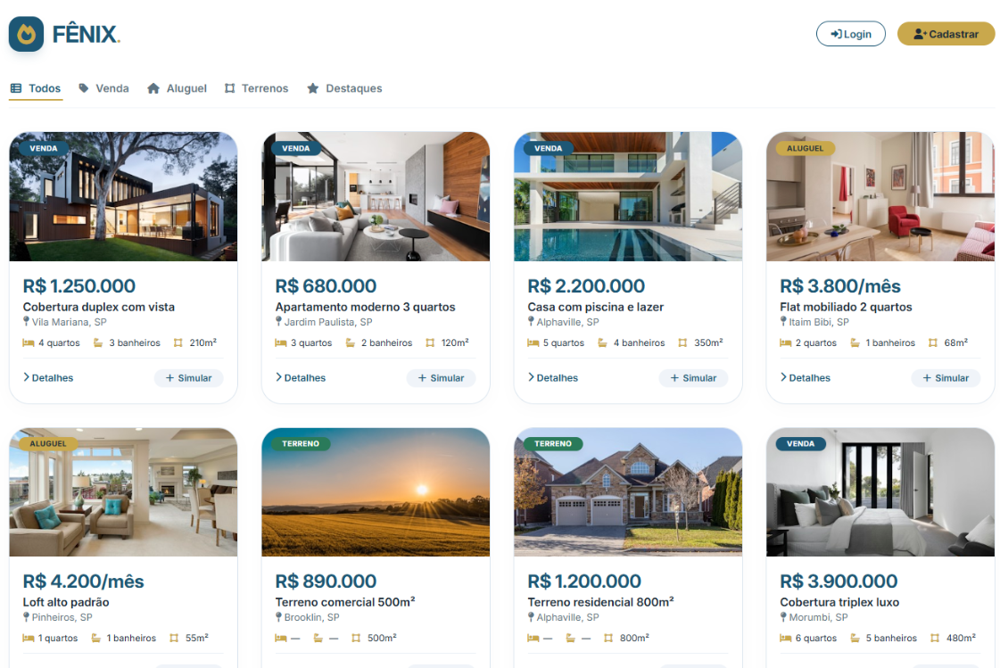 FÊNIX.
Login
Cadastrar
Todos
Venda
Aluguel
Terrenos
Destaques
VENDA
R$ 1.250.000
Cobertura duplex com vista
Vila Mariana, SP
4 quartos 3 banheiros 210m²
Detalhes
+ Simular
VENDA
R$ 680.000
Apartamento moderno 3 quartos
Jardim Paulista, SP
3 quartos 2 banheiros 120m²
Detalhes
+ Simular
VENDA
R$ 2.200.000
Casa com piscina e lazer
Alphaville, SP
5 quartos 4 banheiros 350m²
Detalhes
+ Simular
ALUGUEL
R$ 3.800/mês
Flat mobiliado 2 quartos
Itaim Bibi, SP
2 quartos 1 banheiros 68m²
Detalhes
+ Simular
ALUGUEL
R$ 4.200/mês
Loft alto padrão
Pinheiros, SP
1 quartos 1 banheiros 55m²
TERRENO
R$ 890.000
Terreno comercial 500m²
Brooklin, SP
— — 500m²
TERRENO
R$ 1.200.000
Terreno residencial 800m²
Alphaville, SP
— — 800m²
VENDA
R$ 3.900.000
Cobertura triplex luxo
Morumbi, SP
6 quartos 5 banheiros 480m²